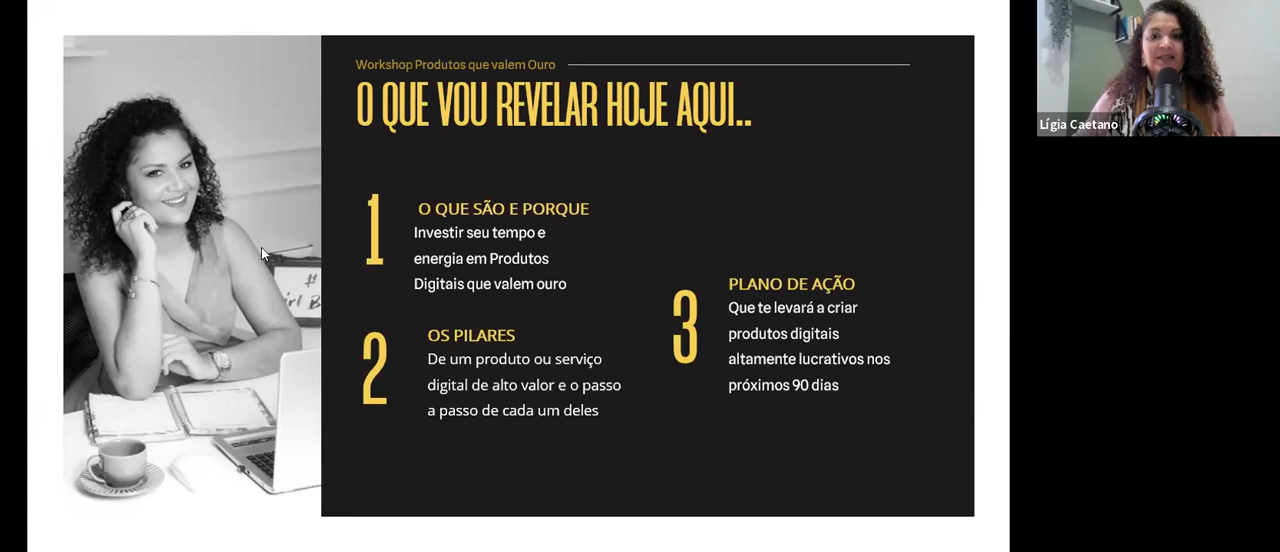 Workshop Produtos que valem Ouro
O QUE VOU REVELAR HOJE AQUI..
1
O QUE SÃO E PORQUE
Investir seu tempo e
energia em Produtos
Digitais que valem ouro
2
OS PILARES
De um produto ou serviço
digital de alto valor e o passo
a passo de cada um deles
3
PLANO DE AÇÃO
Que te levará a criar
produtos digitais
altamente lucrativos nos
próximos 90 dias
#
Lígia Caetano